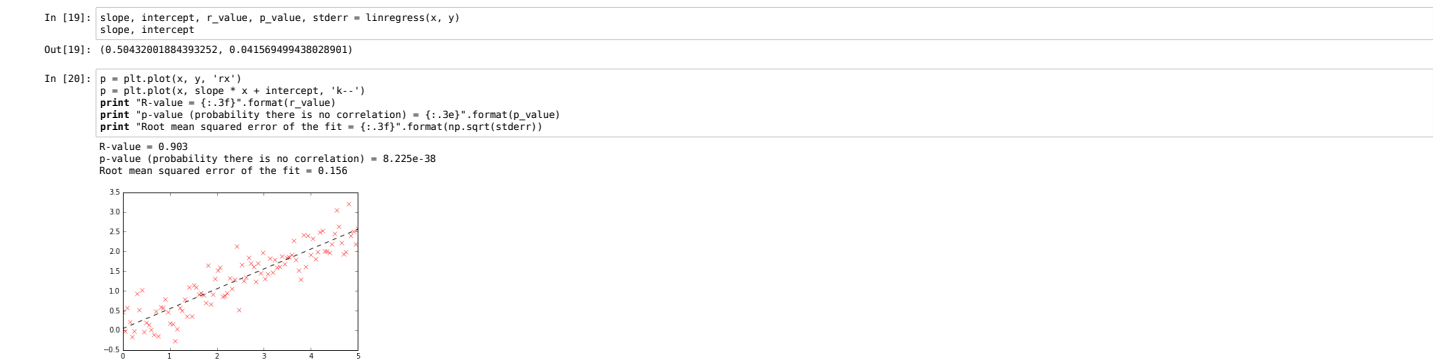 In [19]: slope, intercept, r_value, p_value, stderr = linregress(x, y)
slope, intercept
Out[19]: (0.50432001884393252, 0.041569499438028901)
In [20]: p = plt.plot(x, y, 'rx')
p = plt.plot(x, slope * x + intercept, 'k--')
print "R-value = {:.3f}".format(r_value)
print "p-value (probability there is no correlation) = {:.3e}".format(p_value)
print "Root mean squared error of the fit = {:.3f}".format(np.sqrt(stderr))
R-value = 0.903
p-value (probability there is no correlation) = 8.225e-38
Root mean squared error of the fit = 0.156
3.5
3.0
2.5
2.0
1.5
1.0
0.5
0.0
−0.5
0 1 2 3 4 5